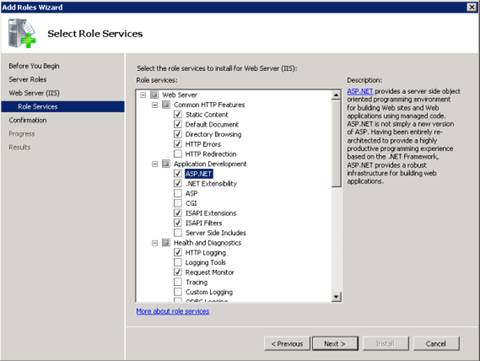 Add Roles Wizard
Select Role Services
Before You Begin
Server Roles
Web Server (IIS)
Role Services
Confirmation
Progress
Results
Select the role services to install for Web Server (IIS):
Role services:
Web Server
Common HTTP Features
Static Content
Default Document
Directory Browsing
HTTP Errors
HTTP Redirection
Application Development
ASP.NET
.NET Extensibility
ASP
CGI
ISAPI Extensions
ISAPI Filters
Server Side Includes
Health and Diagnostics
HTTP Logging
Logging Tools
Request Monitor
Tracing
Custom Logging
ODBC Logging
More about role services
Description:
ASP.NET provides a server side object
oriented programming environment
for building Web sites and Web
applications using managed code.
ASP.NET is not simply a new version
of ASP. Having been entirely re-
architected to provide a highly
productive programming experience
based on the .NET Framework,
ASP.NET provides a robust
infrastructure for building web
applications.
< Previous
Next >
Install
Cancel